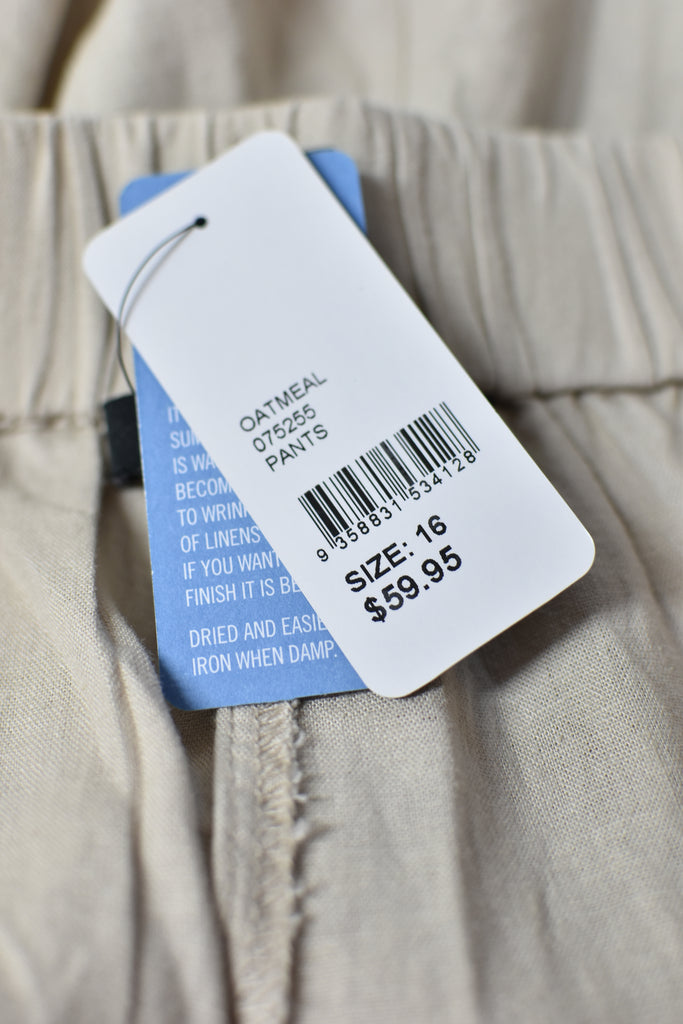 OATMEAL
075255
PANTS
9 358831 534128
SIZE: 16
$59.95
IT
SUM
IS WA
BECOM
TO WRIN
OF LINENS
IF YOU WANT
FINISH IT IS BE
DRIED AND EASIE
IRON WHEN DAMP.